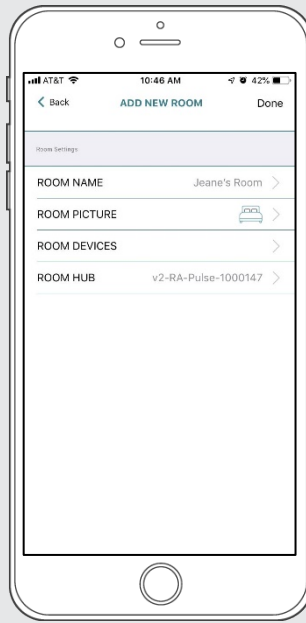 AT&T 10:46 AM 42%
Back ADD NEW ROOM Done
Room Settings
ROOM NAME Jeane's Room
ROOM PICTURE
ROOM DEVICES
ROOM HUB v2-RA-Pulse-1000147